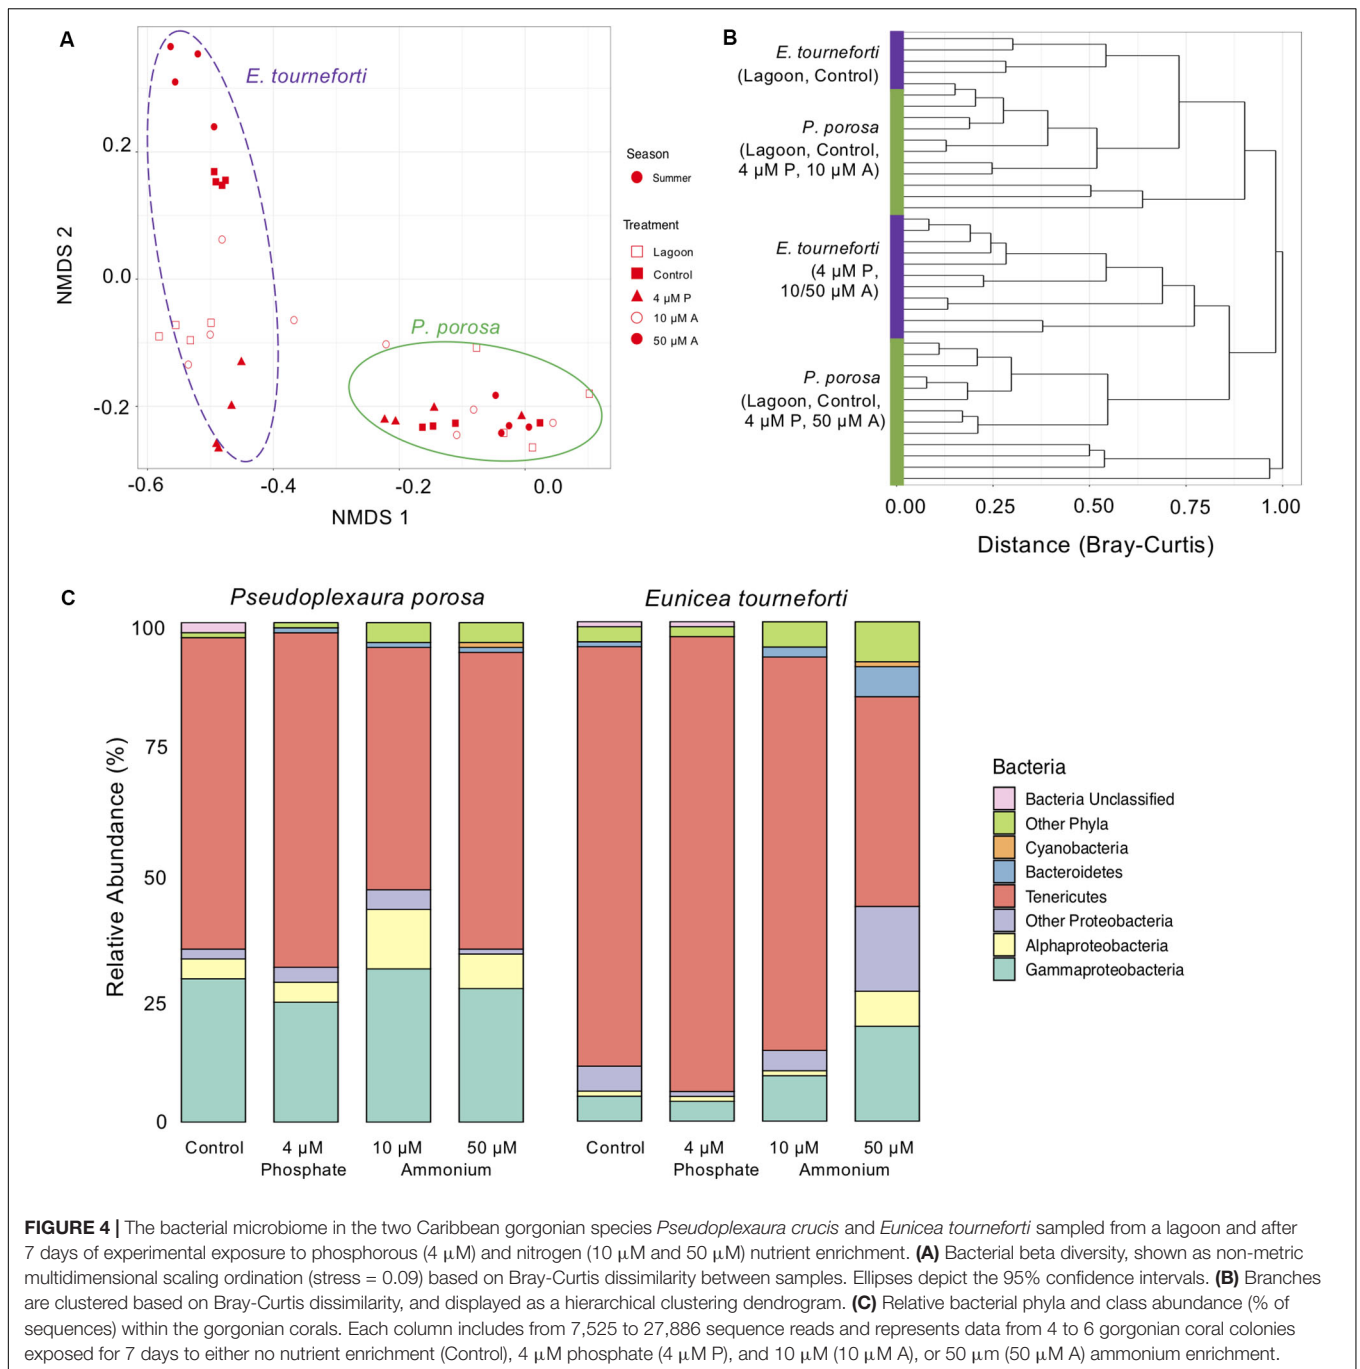 A
E. tourneforti
P. porosa
0.2
0.0
-0.2
NMDS 2
-0.6
-0.4
-0.2
0.0
NMDS 1
Season
Summer
Treatment
Lagoon
Control
4 µM P
10 µM A
50 µM A
B
E. tourneforti
(Lagoon, Control)
P. porosa
(Lagoon, Control,
4 µM P, 10 µM A)
E. tourneforti
(4 µM P,
10/50 µM A)
P. porosa
(Lagoon, Control,
4 µM P, 50 µM A)
0.00
0.25
0.50
0.75
1.00
Distance (Bray-Curtis)
C
Pseudoplexaura porosa
Eunicea tourneforti
100
75
50
25
0
Relative Abundance (%)
Control
4 µM
Phosphate
10 µM
50 µM
Ammonium
Control
4 µM
Phosphate
10 µM
50 µM
Ammonium
Bacteria
Bacteria Unclassified
Other Phyla
Cyanobacteria
Bacteroidetes
Tenericutes
Other Proteobacteria
Alphaproteobacteria
Gammaproteobacteria
FIGURE 4 | The bacterial microbiome in the two Caribbean gorgonian species Pseudoplexaura crucis and Eunicea tourneforti sampled from a lagoon and after
7 days of experimental exposure to phosphorous (4 µM) and nitrogen (10 µM and 50 µM) nutrient enrichment. (A) Bacterial beta diversity, shown as non-metric
multidimensional scaling ordination (stress = 0.09) based on Bray-Curtis dissimilarity between samples. Ellipses depict the 95% confidence intervals. (B) Branches
are clustered based on Bray-Curtis dissimilarity, and displayed as a hierarchical clustering dendrogram. (C) Relative bacterial phyla and class abundance (% of
sequences) within the gorgonian corals. Each column includes from 7,525 to 27,886 sequence reads and represents data from 4 to 6 gorgonian coral colonies
exposed for 7 days to either no nutrient enrichment (Control), 4 µM phosphate (4 µM P), and 10 µM (10 µM A), or 50 µm (50 µM A) ammonium enrichment.